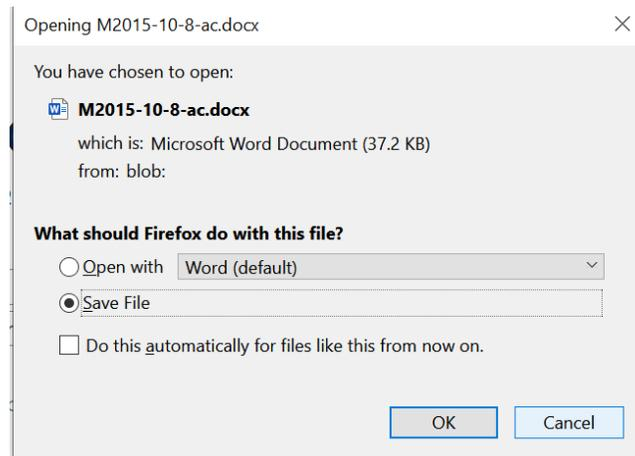 Opening M2015-10-8-ac.docx
You have chosen to open:
M2015-10-8-ac.docx
which is: Microsoft Word Document (37.2 KB)
from: blob:
What should Firefox do with this file?
Open with Word (default)
Save File
Do this automatically for files like this from now on.
OK Cancel